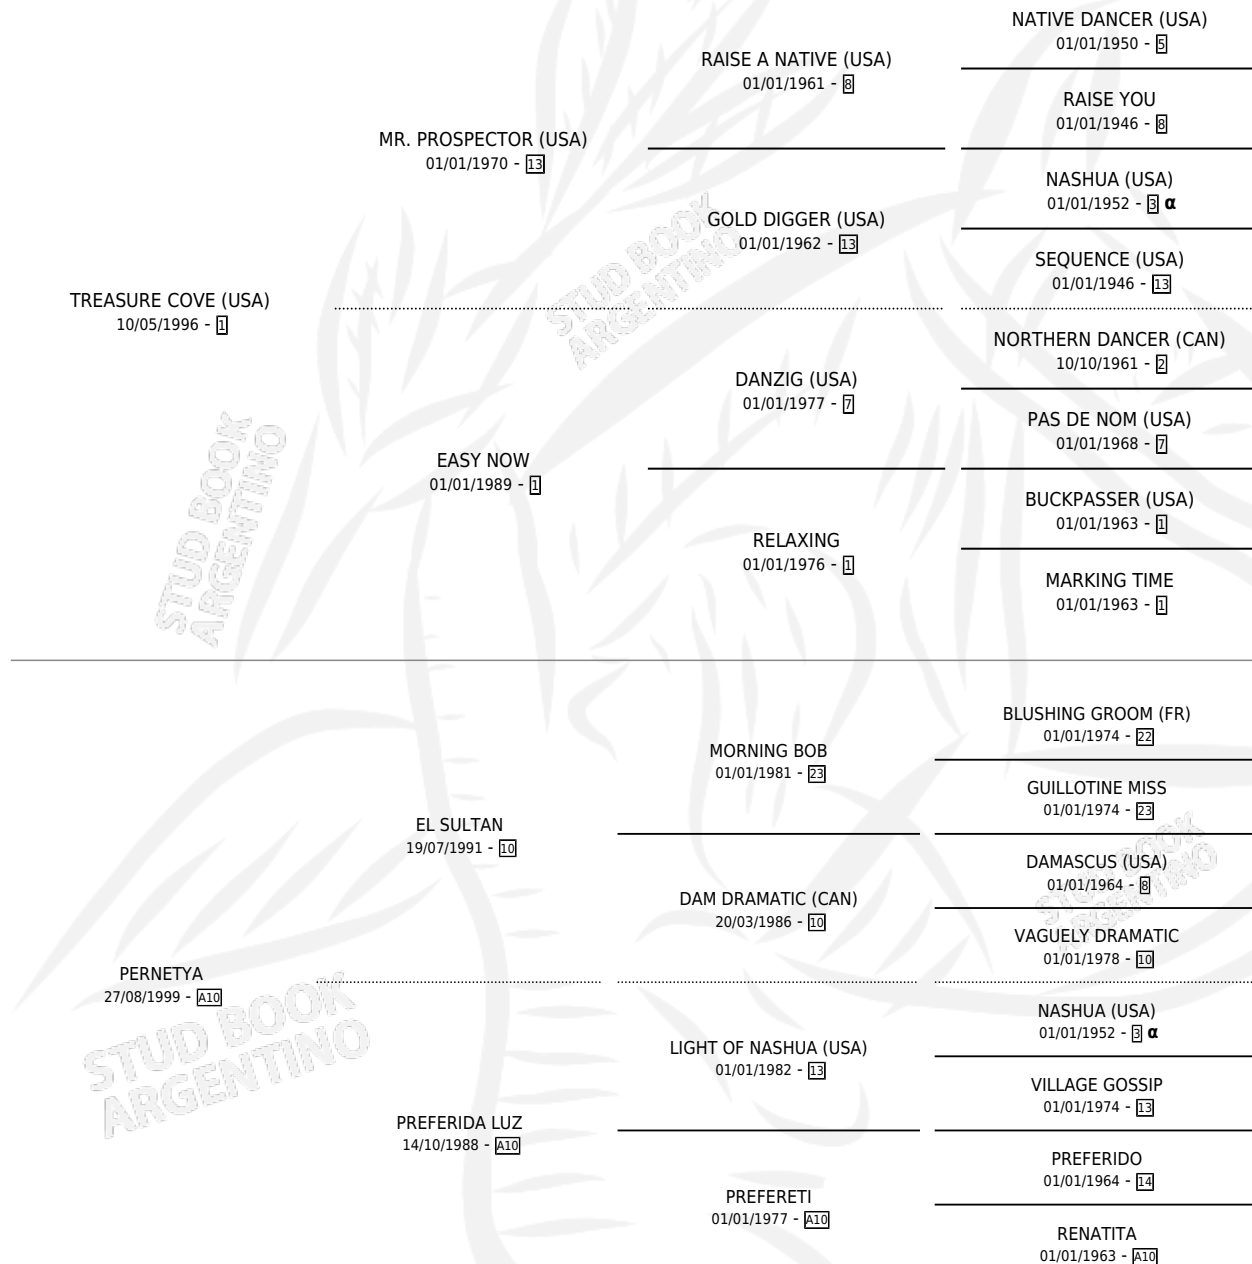 NATIVE DANCER (USA)
01/01/1950 - 5
RAISE A NATIVE (USA)
01/01/1961 - 8
RAISE YOU
01/01/1946 - 8
MR. PROSPECTOR (USA)
01/01/1970 - 13
NASHUA (USA)
01/01/1952 - 3 α
GOLD DIGGER (USA)
01/01/1962 - 13
SEQUENCE (USA)
01/01/1946 - 13
TREASURE COVE (USA)
10/05/1996 - 1
NORTHERN DANCER (CAN)
10/10/1961 - 2
DANZIG (USA)
01/01/1977 - 7
PAS DE NOM (USA)
01/01/1968 - 7
EASY NOW
01/01/1989 - 1
BUCKPASSER (USA)
01/01/1963 - 1
RELAXING
01/01/1976 - 1
MARKING TIME
01/01/1963 - 1
BLUSHING GROOM (FR)
01/01/1974 - 22
MORNING BOB
01/01/1981 - 23
GUILLOTINE MISS
01/01/1974 - 23
EL SULTAN
19/07/1991 - 10
DAMASCUS (USA)
01/01/1964 - 8
DAM DRAMATIC (CAN)
20/03/1986 - 10
VAGUELY DRAMATIC
01/01/1978 - 10
PERNETYA
27/08/1999 - A10
NASHUA (USA)
01/01/1952 - 3 α
LIGHT OF NASHUA (USA)
01/01/1982 - 13
VILLAGE GOSSIP
01/01/1974 - 13
PREFERIDA LUZ
14/10/1988 - A10
PREFERIDO
01/01/1964 - 14
PREFERETI
01/01/1977 - A10
RENATITA
01/01/1963 - A10
STUD BOOK
ARGENTINO
STUD BOOK
ARGENTINO
STUD BOOK
ARGENTINO
STUD BOOK
ARGENTINO